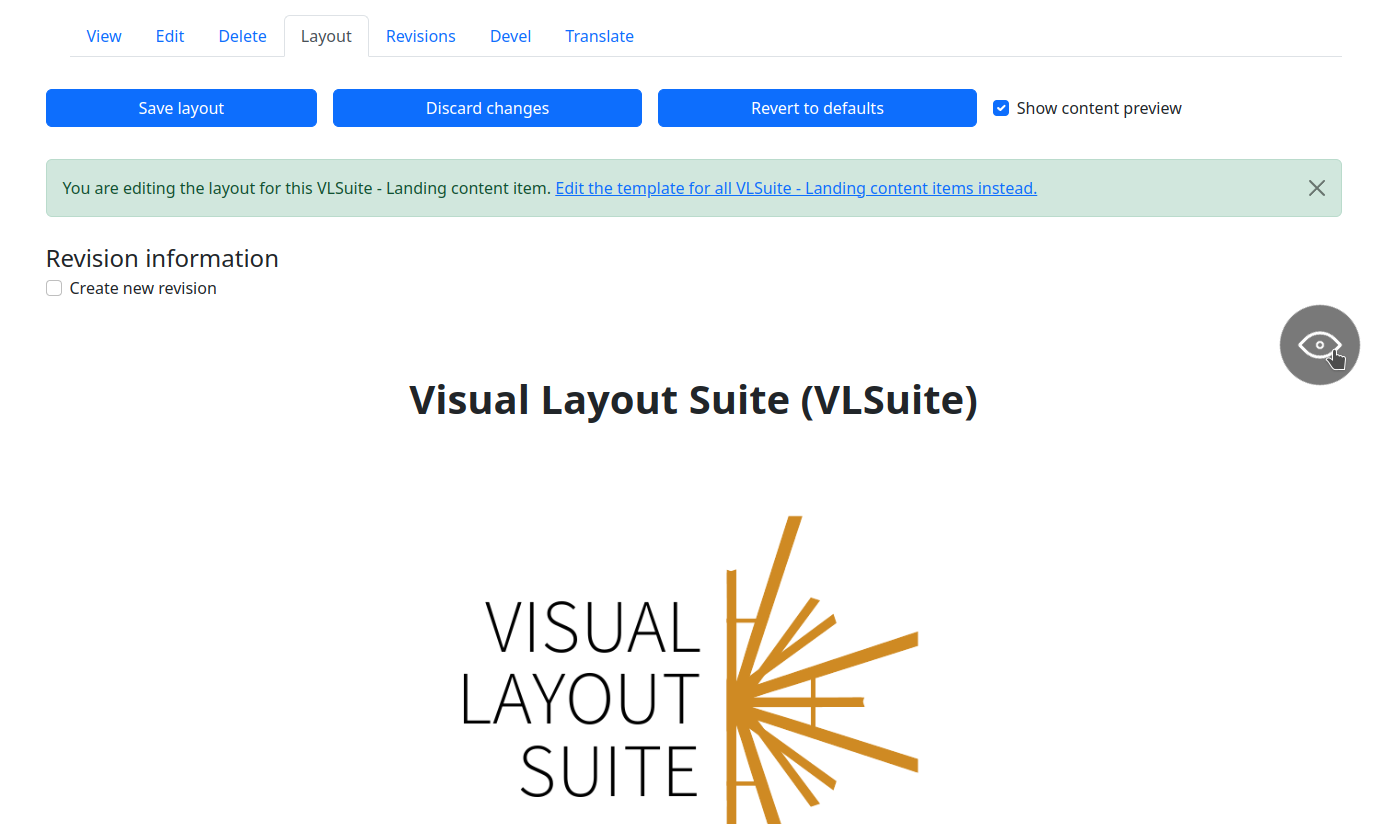 View Edit Delete Layout Revisions Devel Translate
Save layout Discard changes Revert to defaults Show content preview
You are editing the layout for this VLSuite - Landing content item. Edit the template for all VLSuite - Landing content items instead.
Revision information
Create new revision
Visual Layout Suite (VLSuite)
VISUAL
LAYOUT
SUITE